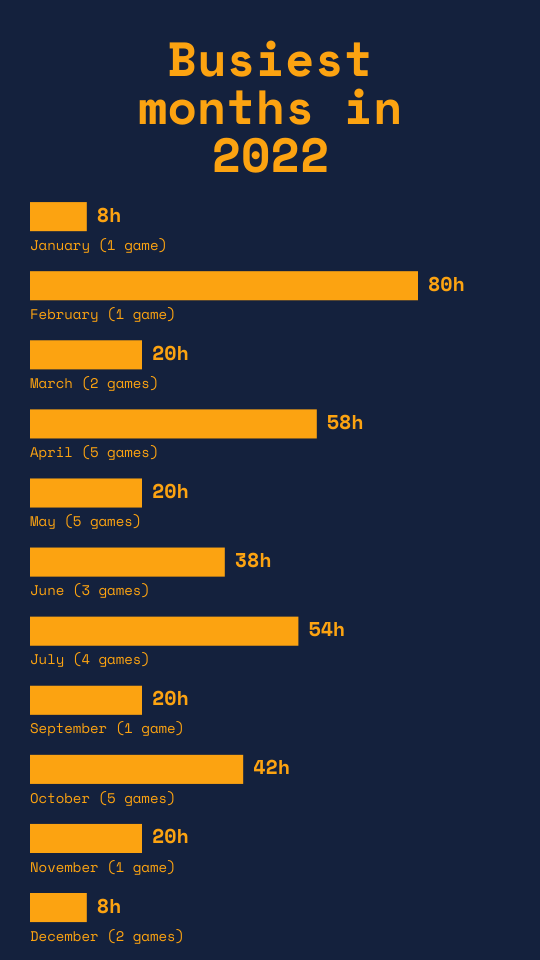 Busiest
months in
2022
8h
January (1 game)
80h
February (1 game)
20h
March (2 games)
58h
April (5 games)
20h
May (5 games)
38h
June (3 games)
54h
July (4 games)
20h
September (1 game)
42h
October (5 games)
20h
November (1 game)
8h
December (2 games)